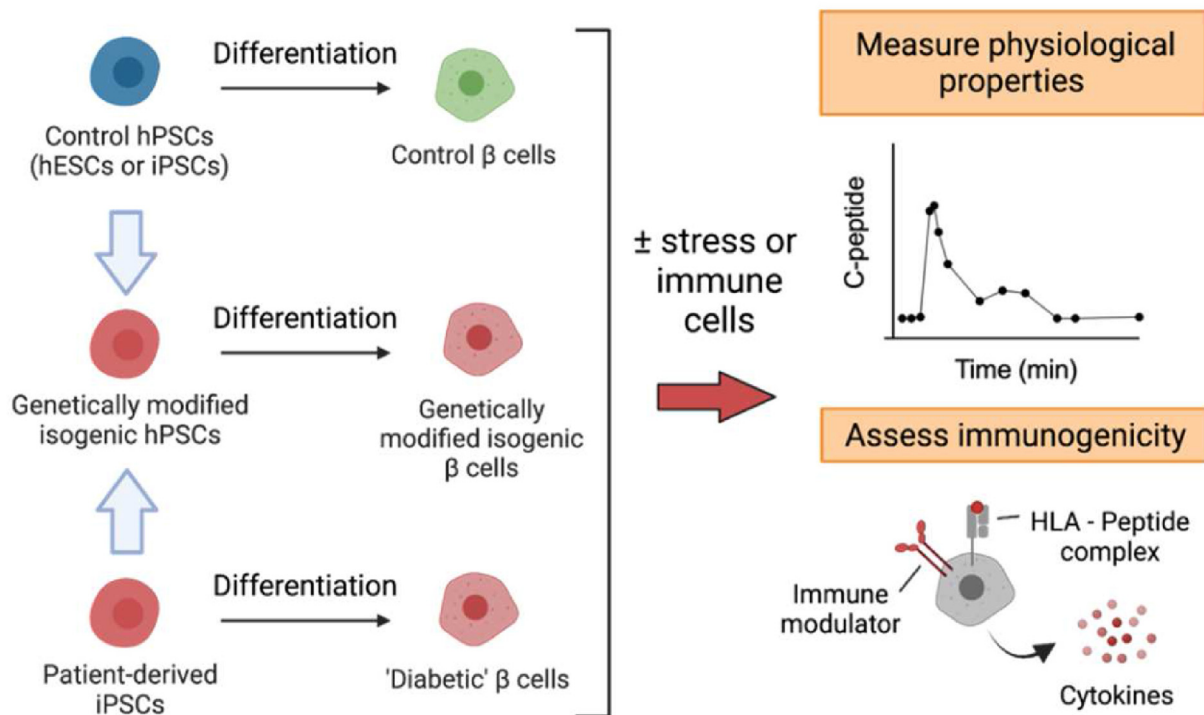 Differentiation
Control hPSCs
(hESCs or iPSCs)
Control β cells
Differentiation
Genetically modified
isogenic hPSCs
Genetically
modified isogenic
β cells
Differentiation
Patient-derived
iPSCs
'Diabetic' β cells
± stress or
immune
cells
Measure physiological
properties
C-peptide
Time (min)
Assess immunogenicity
HLA - Peptide
complex
Immune
modulator
Cytokines